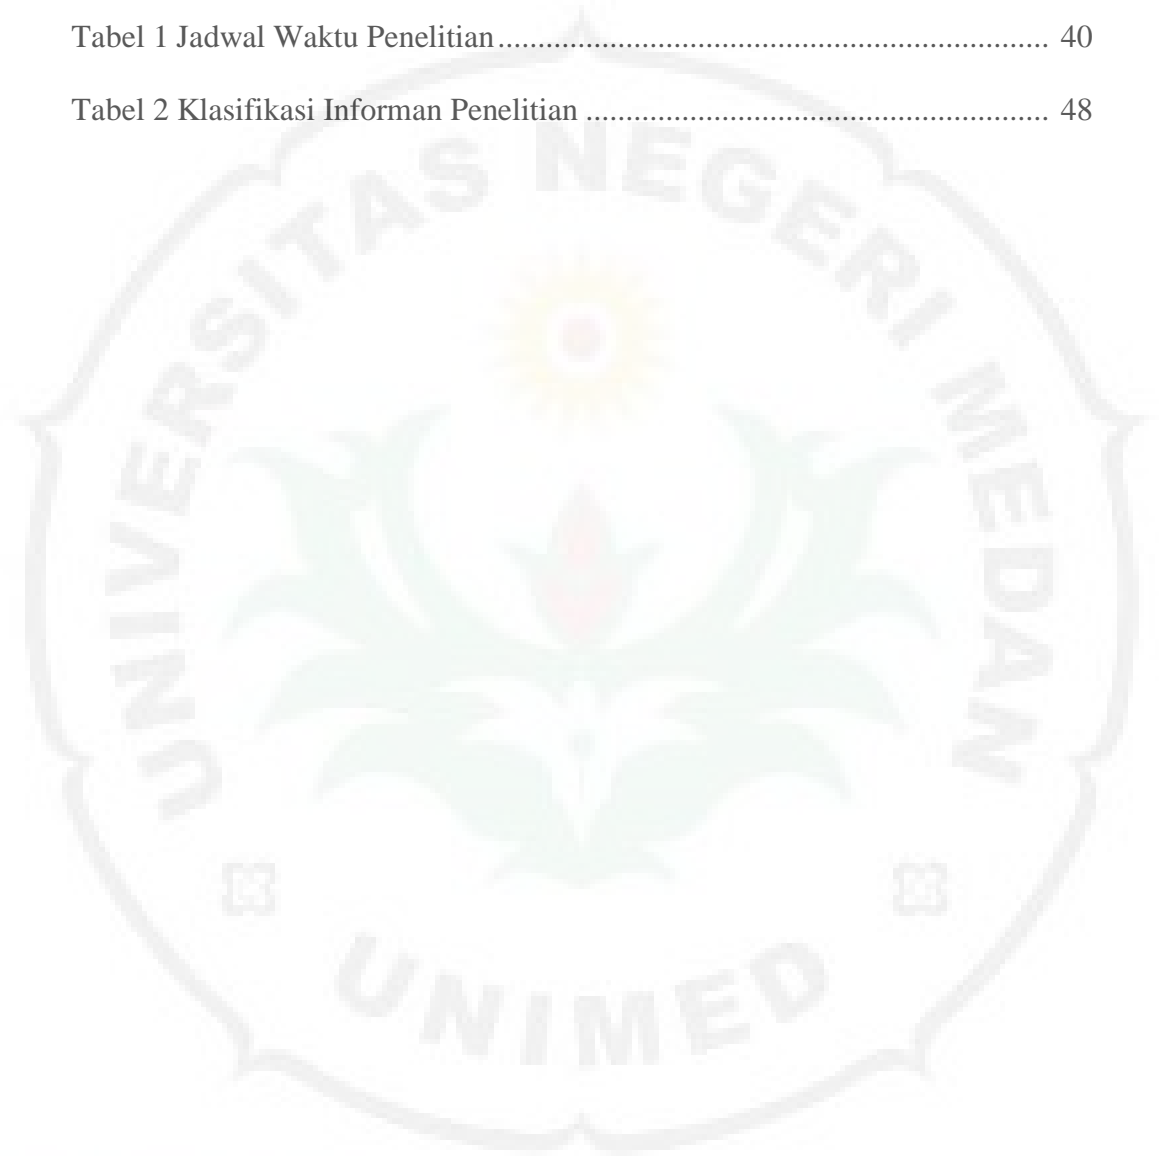 Tabel 1 Jadwal Waktu Penelitian..................................................................... 40
Tabel 2 Klasifikasi Informan Penelitian .......................................................... 48
UNIVERSITAS NEGERI MEDAN
UNIMED